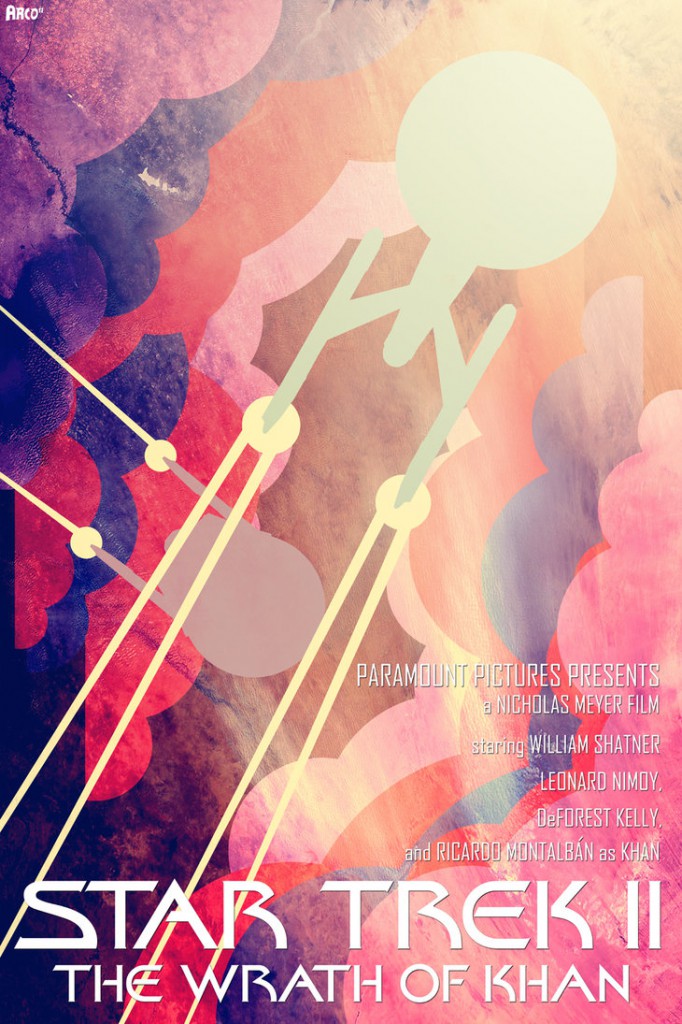 ARCO'11
PARAMOUNT PICTURES PRESENTS
a NICHOLAS MEYER FILM
staring WILLIAM SHATNER
LEONARD NIMOY,
DeFOREST KELLY,
and RICARDO MONTALBÁN as KHAN
STAR TREK II
THE WRATH OF KHAN